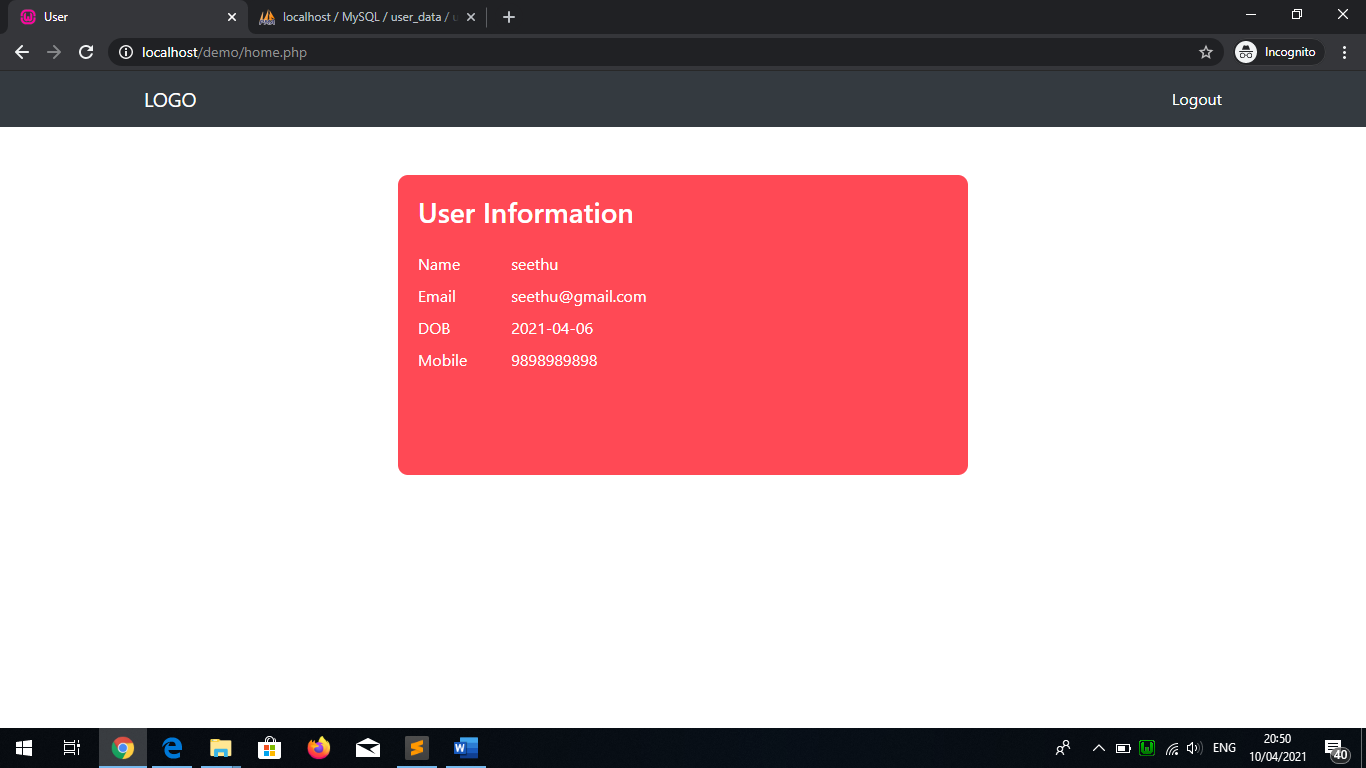 User
localhost / MySQL / user_data / u
localhost/demo/home.php
Incognito
LOGO
Logout
User Information
Name seethu
Email seethu@gmail.com
DOB 2021-04-06
Mobile 9898989898
ENG
20:50
10/04/2021
40